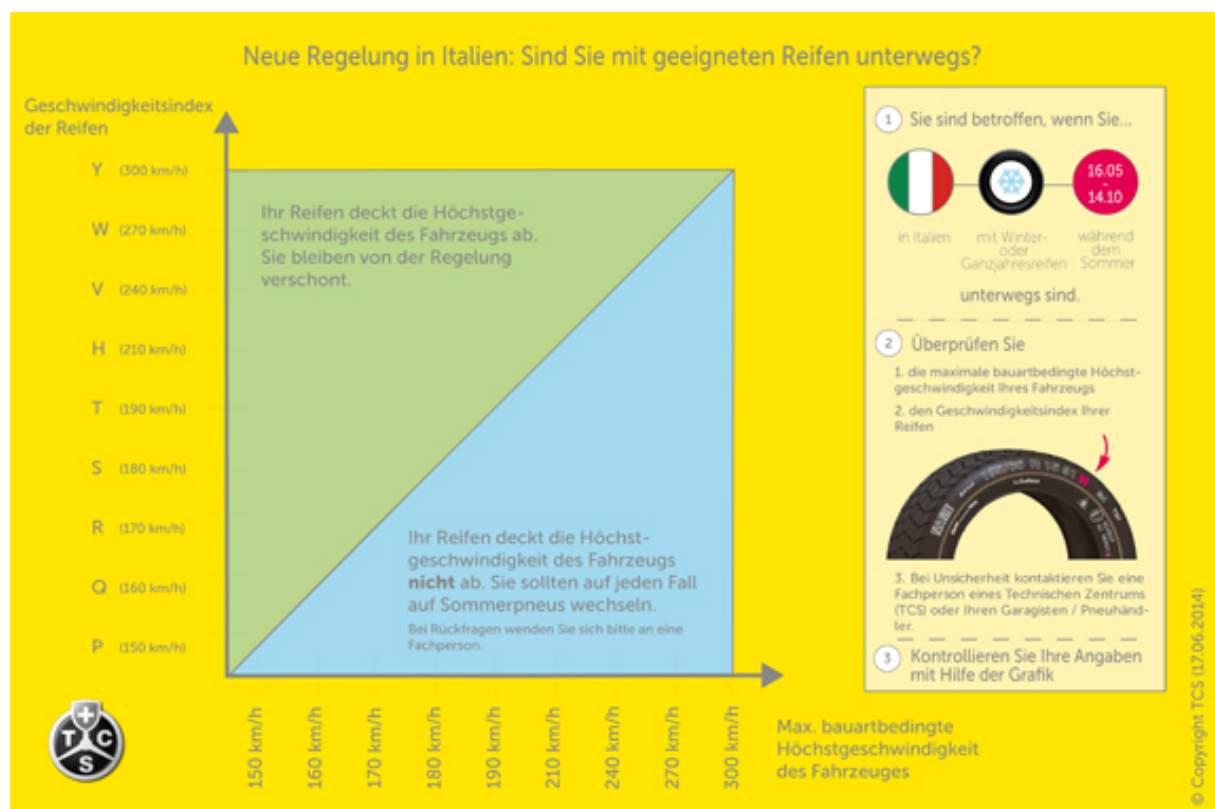 Neue Regelung in Italien: Sind Sie mit geeigneten Reifen unterwegs?
Geschwindigkeitsindex
der Reifen
Y (300 km/h)
W (270 km/h)
V (240 km/h)
H (210 km/h)
T (190 km/h)
S (180 km/h)
R (170 km/h)
Q (160 km/h)
P (150 km/h)
Ihr Reifen deckt die Höchstge-
schwindigkeit des Fahrzeugs ab.
Sie bleiben von der Regelung
verschont.
Ihr Reifen deckt die Höchst-
geschwindigkeit des Fahrzeugs
nicht ab. Sie sollten auf jeden Fall
auf Sommerpneus wechseln.
Bei Rückfragen wenden Sie sich bitte an eine
Fachperson.
150 km/h
160 km/h
170 km/h
180 km/h
190 km/h
210 km/h
240 km/h
270 km/h
300 km/h
Max. bauartbedingte
Höchstgeschwindigkeit
des Fahrzeuges
TCS
1 Sie sind betroffen, wenn Sie...
16.05
-
14.10
in Italien
mit Winter-
oder
Ganzjahresreifen
während
dem
Sommer
unterwegs sind.
2 Überprüfen Sie
1. die maximale bauartbedingte Höchst-
geschwindigkeit Ihres Fahrzeugs
2. den Geschwindigkeitsindex Ihrer
Reifen
3. Bei Unsicherheit kontaktieren Sie eine
Fachperson eines Technischen Zentrums
(TCS) oder Ihren Garagisten / Pneuhänd-
ler.
3 Kontrollieren Sie Ihre Angaben
mit Hilfe der Grafik
© Copyright TCS (17.06.2014)